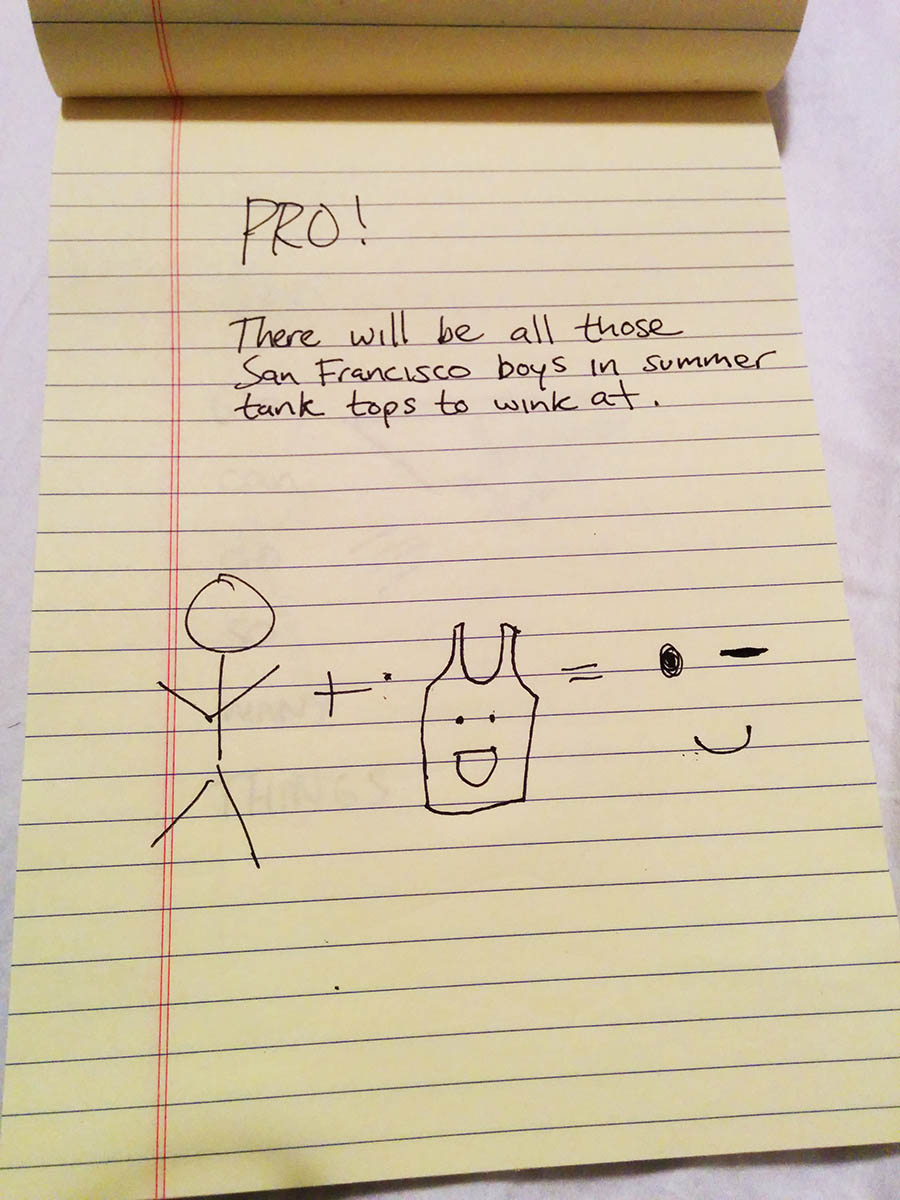 PRO!
There will be all those
San Francisco boys in summer
tank tops to wink at.
+
=